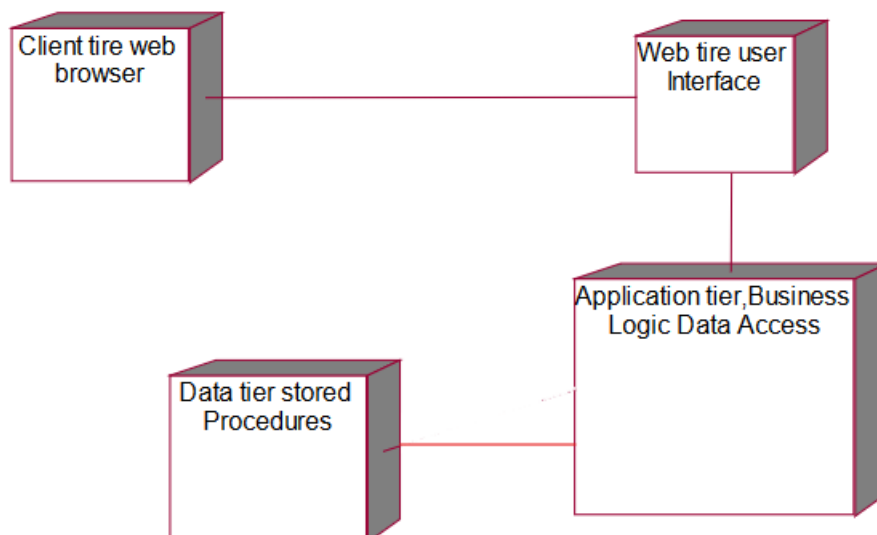 Client tire web
browser
Web tire user
Interface
Application tier,Business
Logic Data Access
Data tier stored
Procedures